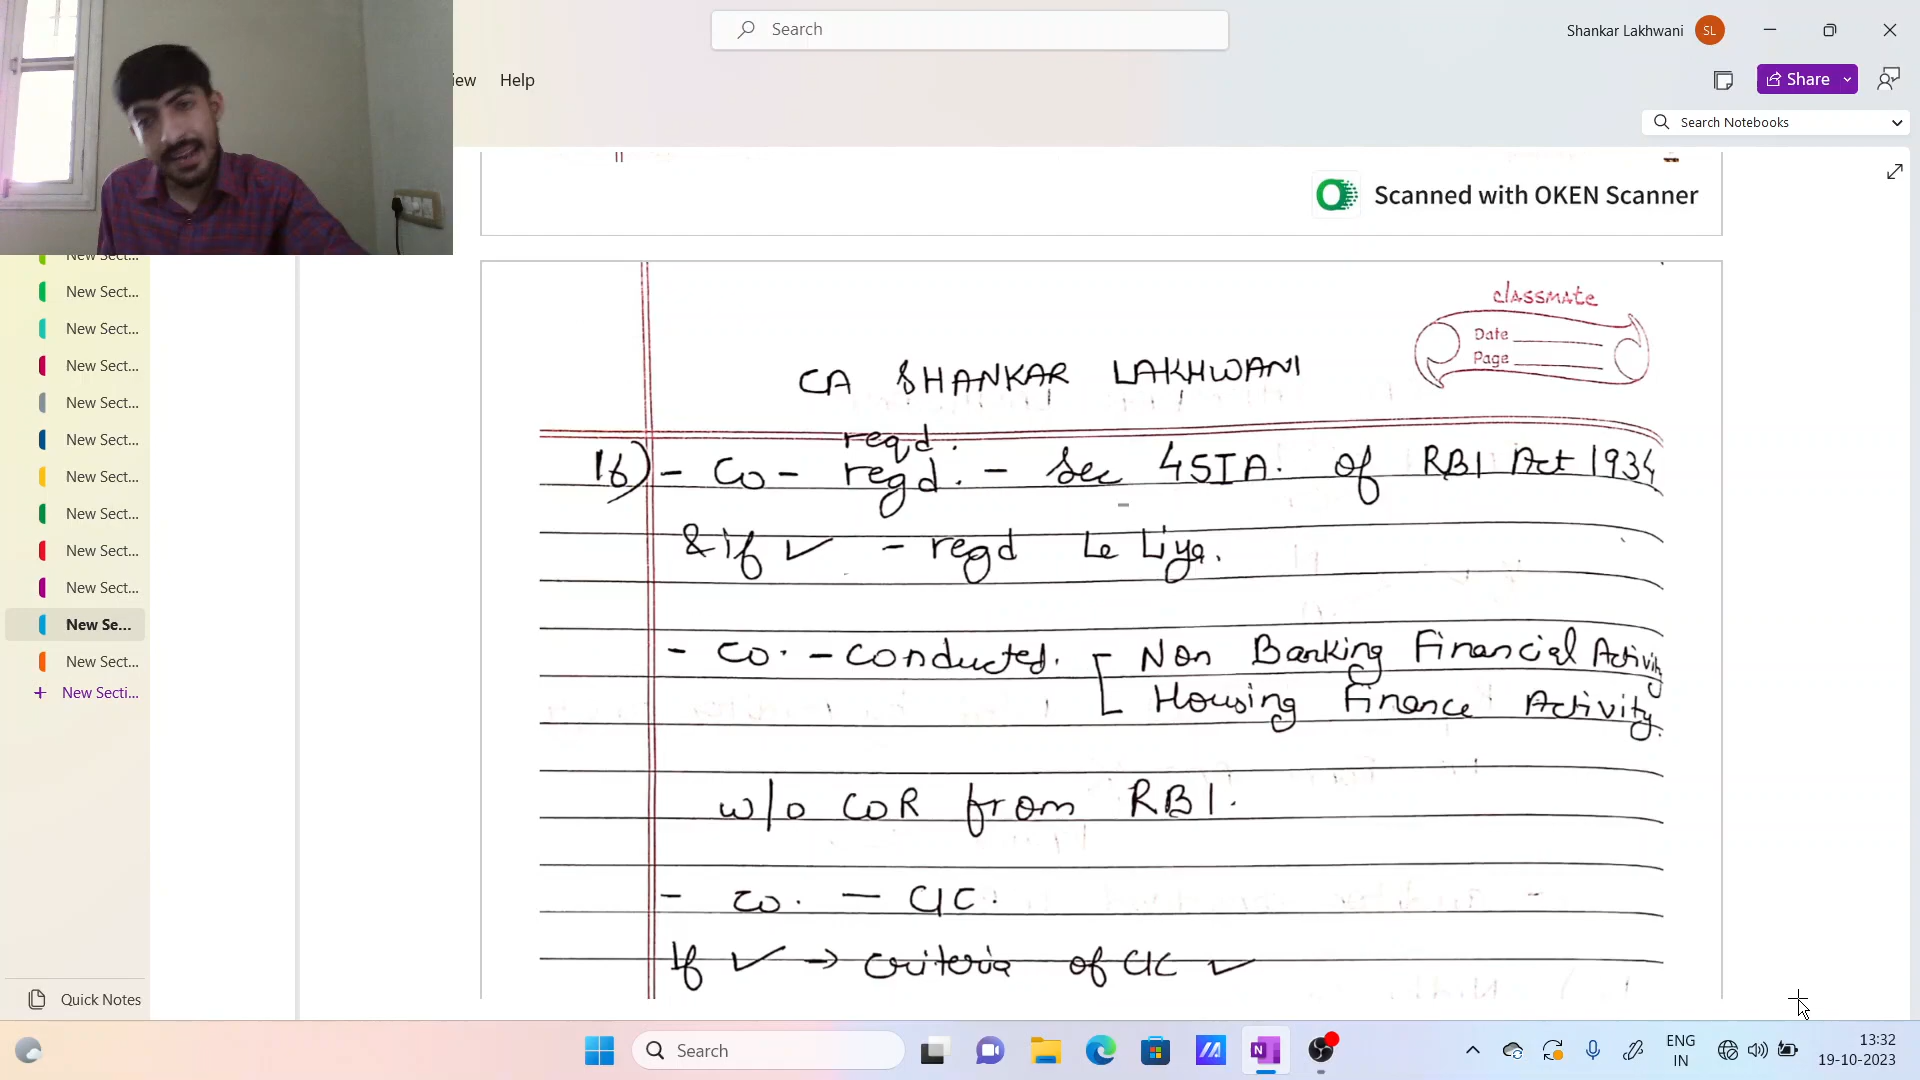 Search
Shankar Lakhwani SL
iew Help
Share
Search Notebooks
Scanned with OKEN Scanner
New Sect...
New Sect...
New Sect...
New Sect...
New Sect...
New Sect...
New Sect...
New Sect...
New Sect...
New Sect...
New Se...
New Sect...
+ New Secti...
Quick Notes
classmate
Date
Page
CA SHANKAR LAKHWANI
reqd.
16) - Co - regd. - Sec 45IA. of RBI Act 1934
& if ✓ - regd Le Liya.
- Co. - conducted. Non Banking Financial Activity
Housing Finance Activity.
w/o COR from RBI.
- Co. - CIC.
If ✓ → criteria of CIC ✓
Search
ENG
IN
13:32
19-10-2023